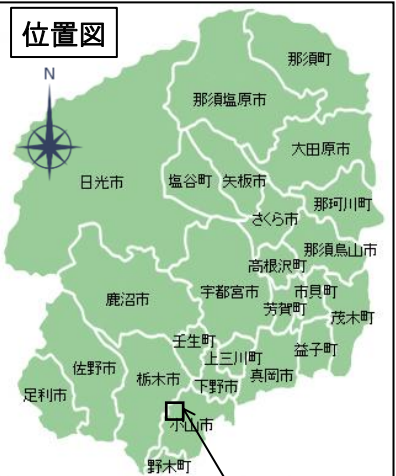 位置図
N
那須町
那須塩原市
大田原市
日光市
塩谷町
矢板市
那珂川町
さくら市
那須烏山市
高根沢町
鹿沼市
宇都宮市
市貝町
芳賀町
茂木町
壬生町
上三川町
益子町
佐野市
栃木市
下野市
真岡市
足利市
小山市
野木町